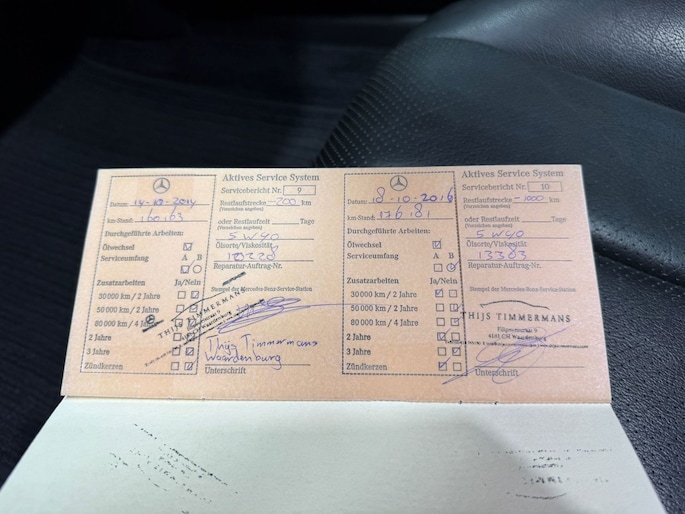 Aktives Service System
Servicebericht Nr. 9
Datum: 14-10-2014
Restlaufstrecke -200 km
(Vorzeichen angeben)
km-Stand:
oder Restlaufzeit Tage
(Vorzeichen angeben)
Durchgeführte Arbeiten:
5W40
Ölwechsel
Ölsorte/Viskosität
Serviceumfang A B
Reparatur-Auftrag-Nr.
Zusatzarbeiten Ja/Nein
Stempel der Mercedes-Benz-Service-Station
30 000 km / 2 Jahre
50 000 km / 2 Jahre
80 000 km / 4 Jahre
THIJS TIMMERMANS
2 Jahre
3 Jahre
Thijs Timmermans
Waardenburg
Zündkerzen
Unterschrift
Aktives Service System
Servicebericht Nr. 10
Datum: 18-10-2016
Restlaufstrecke -1000 km
(Vorzeichen angeben)
km-Stand: 176.181
oder Restlaufzeit Tage
(Vorzeichen angeben)
Durchgeführte Arbeiten:
5W40
Ölwechsel
Ölsorte/Viskosität
Serviceumfang A B
13383
Reparatur-Auftrag-Nr.
Zusatzarbeiten Ja/Nein
Stempel der Mercedes-Benz-Service-Station
30 000 km / 2 Jahre
50 000 km / 2 Jahre
80 000 km / 4 Jahre
THIJS TIMMERMANS
2 Jahre
3 Jahre
Zündkerzen
Unterschrift